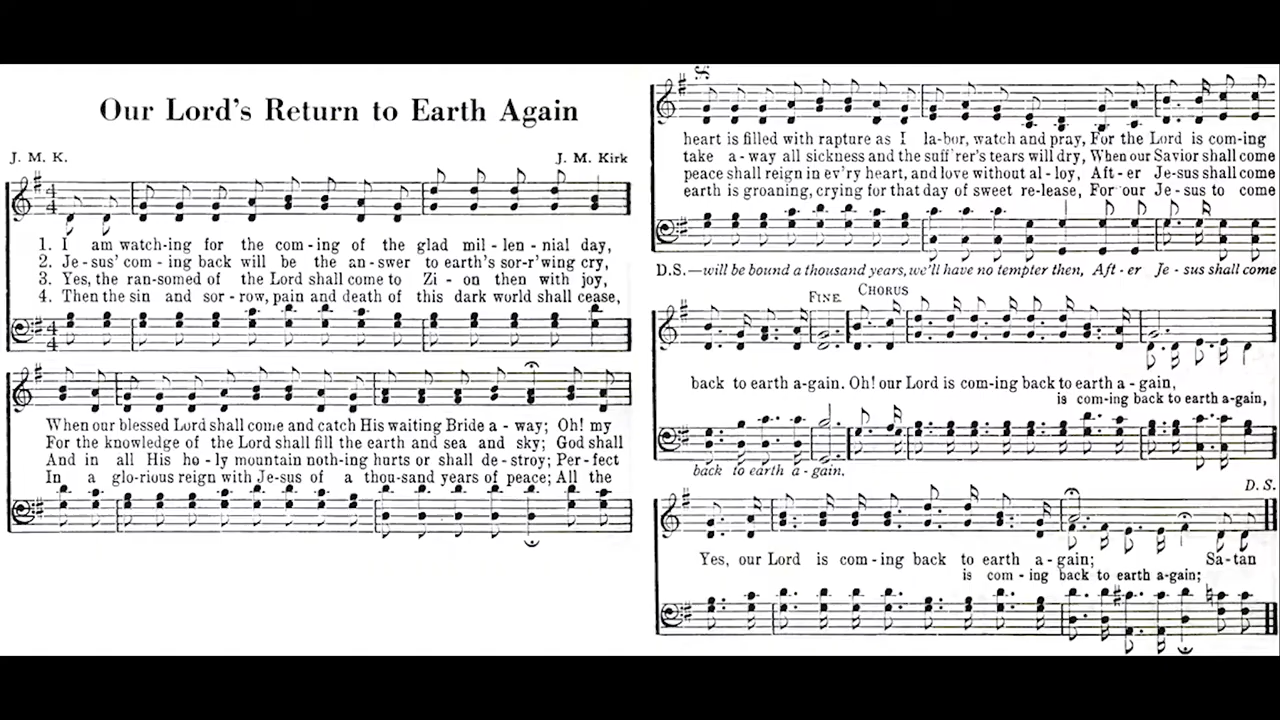 Our Lord's Return to Earth Again
J. M. K.
J. M. Kirk
1. I am watch-ing for the com-ing of the glad mil-len-nial day,
2. Je-sus' com-ing back will be the an-swer to earth's sor-r'wing cry,
3. Yes, the ran-somed of the Lord shall come to Zi-on then with joy,
4. Then the sin and sor-row, pain and death of this dark world shall cease,
When our blessed Lord shall come and catch His waiting Bride a-way; Oh! my
For the knowledge of the Lord shall fill the earth and sea and sky; God shall
And in all His ho-ly mountain noth-ing hurts or shall de-stroy; Per-fect
In a glo-rious reign with Je-sus of a thou-sand years of peace; All the
heart is filled with rapture as I la-bor, watch and pray, For the Lord is com-ing
take a-way all sickness and the suff'rer's tears will dry, When our Savior shall come
peace shall reign in ev'ry heart, and love without al-loy, Aft-er Je-sus shall come
earth is groaning, crying for that day of sweet re-lease, For our Je-sus to come
D.S.—will be bound a thousand years, we'll have no tempter then, Aft-er Je-sus shall come
FINE. CHORUS
back to earth a-gain. Oh! our Lord is com-ing back to earth a-gain,
is com-ing back to earth a-gain,
back to earth a-gain.
D. S.
Yes, our Lord is com-ing back to earth a-gain; Sa-tan
is com-ing back to earth a-gain;